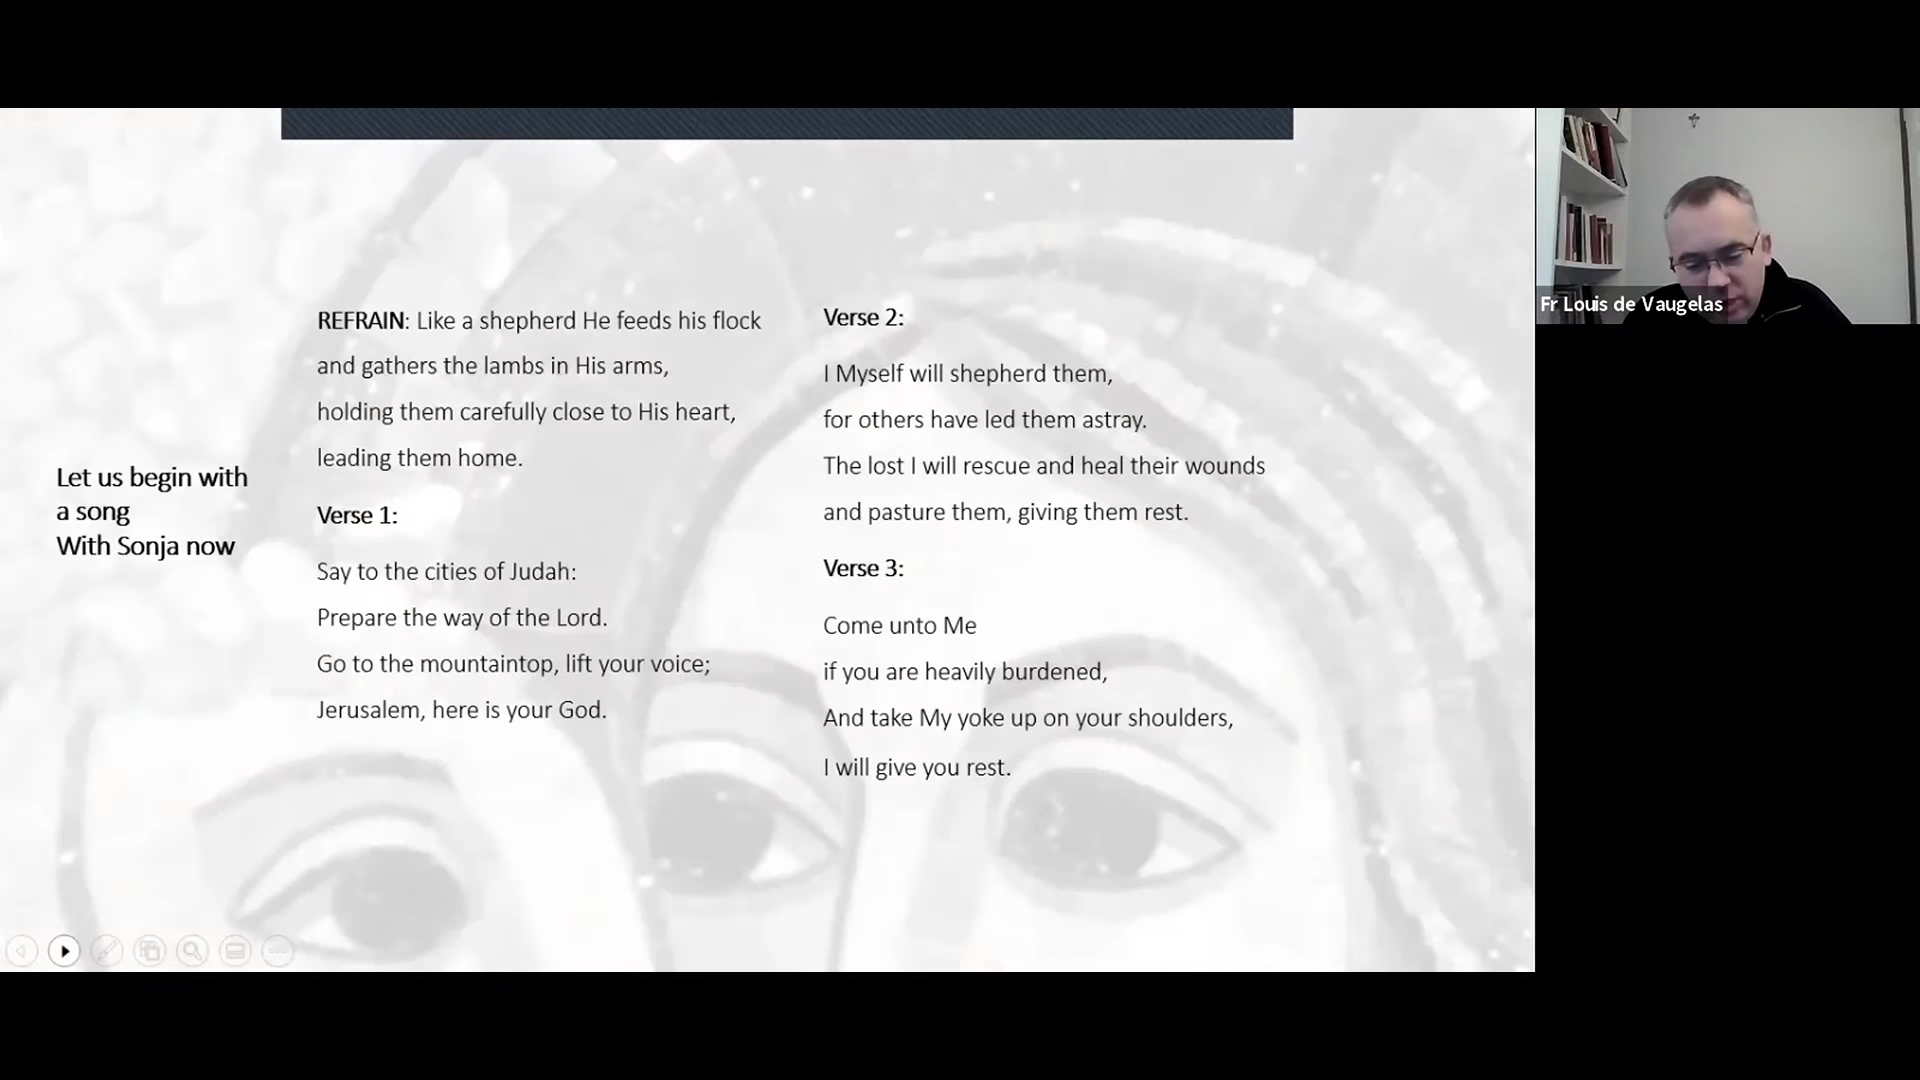 Let us begin with
a song
With Sonja now
REFRAIN: Like a shepherd He feeds his flock
and gathers the lambs in His arms,
holding them carefully close to His heart,
leading them home.
Verse 1:
Say to the cities of Judah:
Prepare the way of the Lord.
Go to the mountaintop, lift your voice;
Jerusalem, here is your God.
Verse 2:
I Myself will shepherd them,
for others have led them astray.
The lost I will rescue and heal their wounds
and pasture them, giving them rest.
Verse 3:
Come unto Me
if you are heavily burdened,
And take My yoke up on your shoulders,
I will give you rest.
Fr Louis de Vaugelas